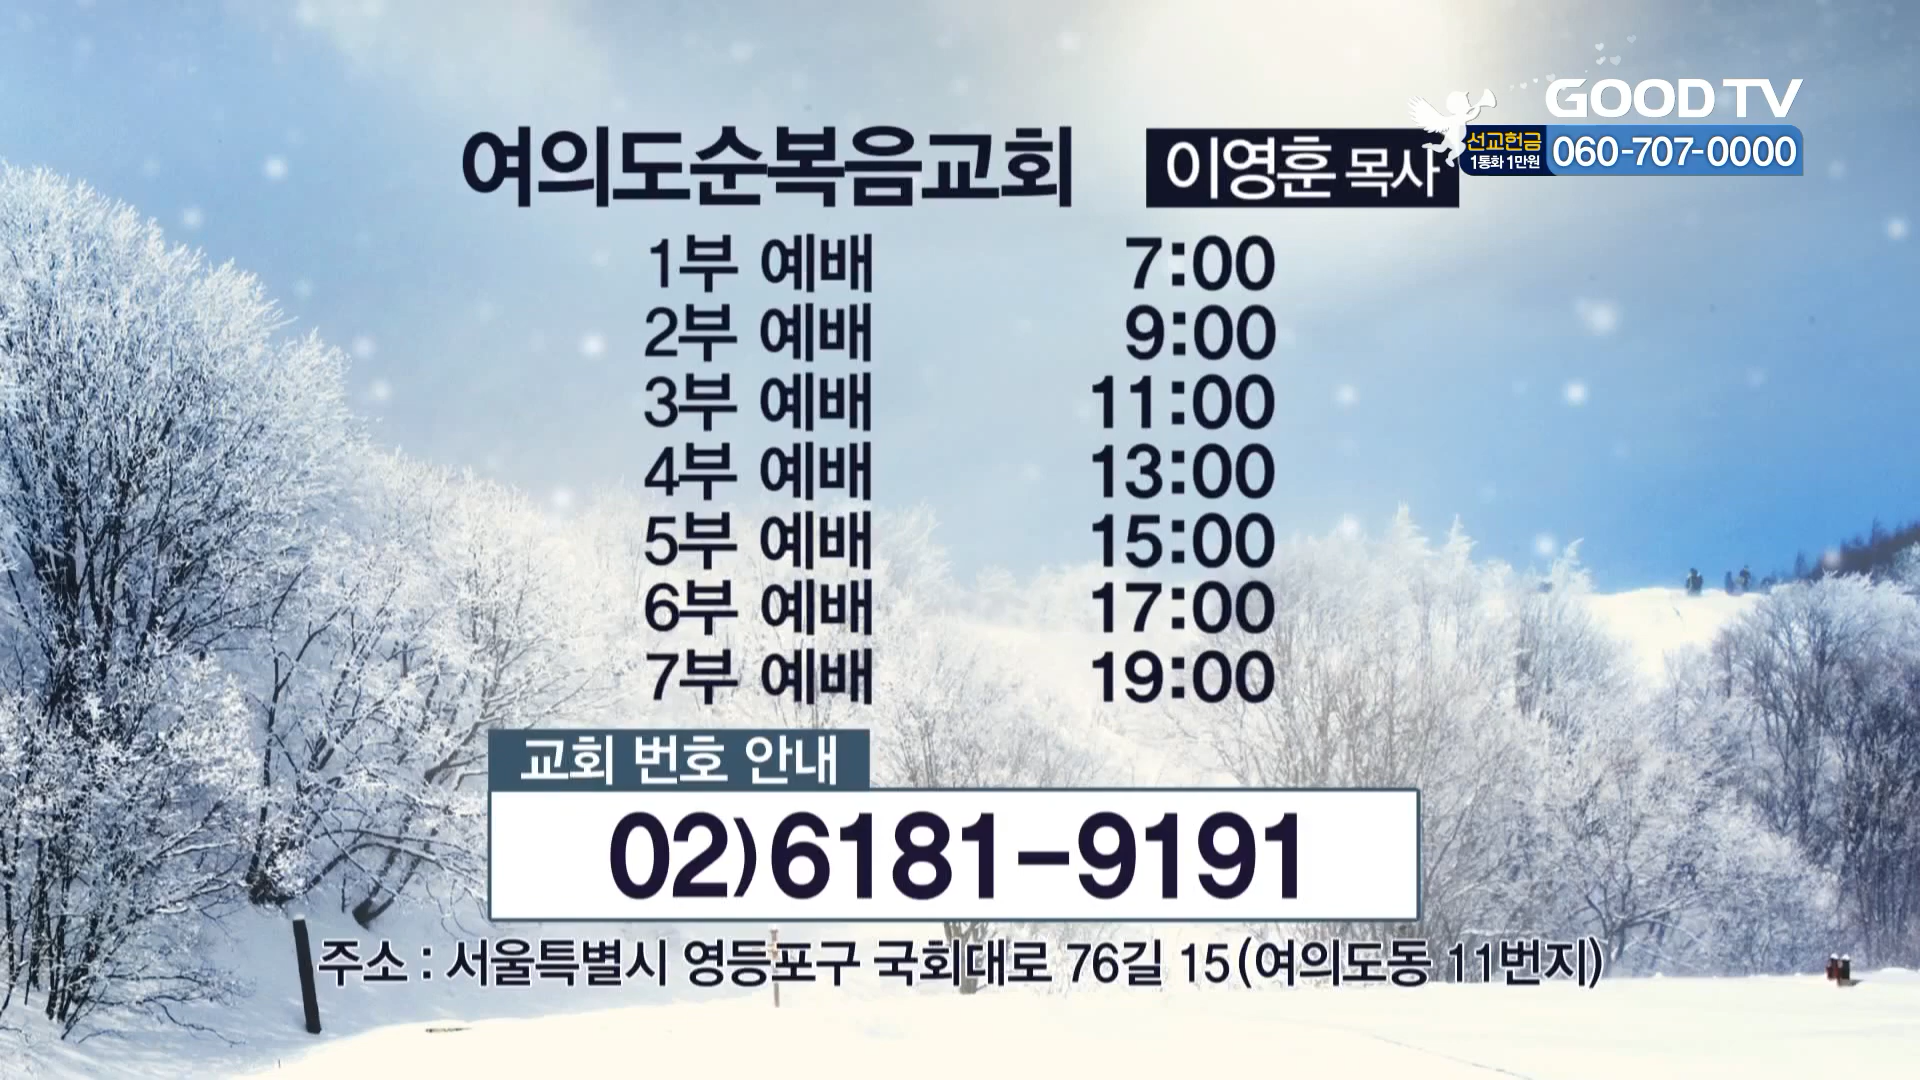 GOOD TV
선교헌금
1통화 1만원
060-707-0000
여의도순복음교회 이영훈 목사
1부 예배 7:00
2부 예배 9:00
3부 예배 11:00
4부 예배 13:00
5부 예배 15:00
6부 예배 17:00
7부 예배 19:00
교회 번호 안내
02)6181-9191
주소 : 서울특별시 영등포구 국회대로 76길 15(여의도동 11번지)